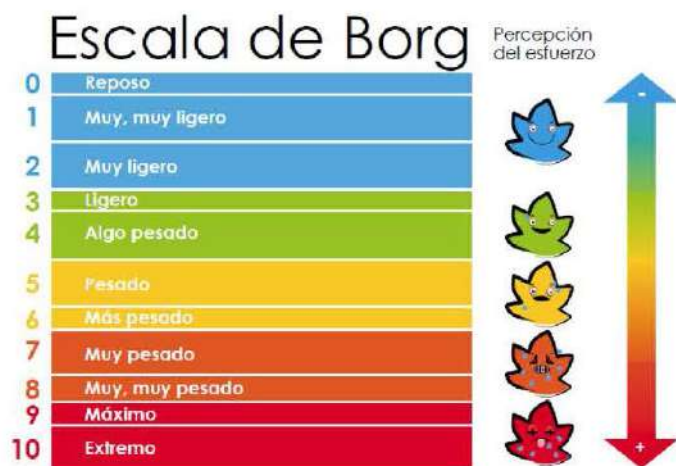 Escala de Borg
Percepción
del esfuerzo
0 Reposo
1 Muy, muy ligero
2 Muy ligero
3 Ligero
4 Algo pesado
5 Pesado
6 Más pesado
7 Muy pesado
8 Muy, muy pesado
9 Máximo
10 Extremo
-
+